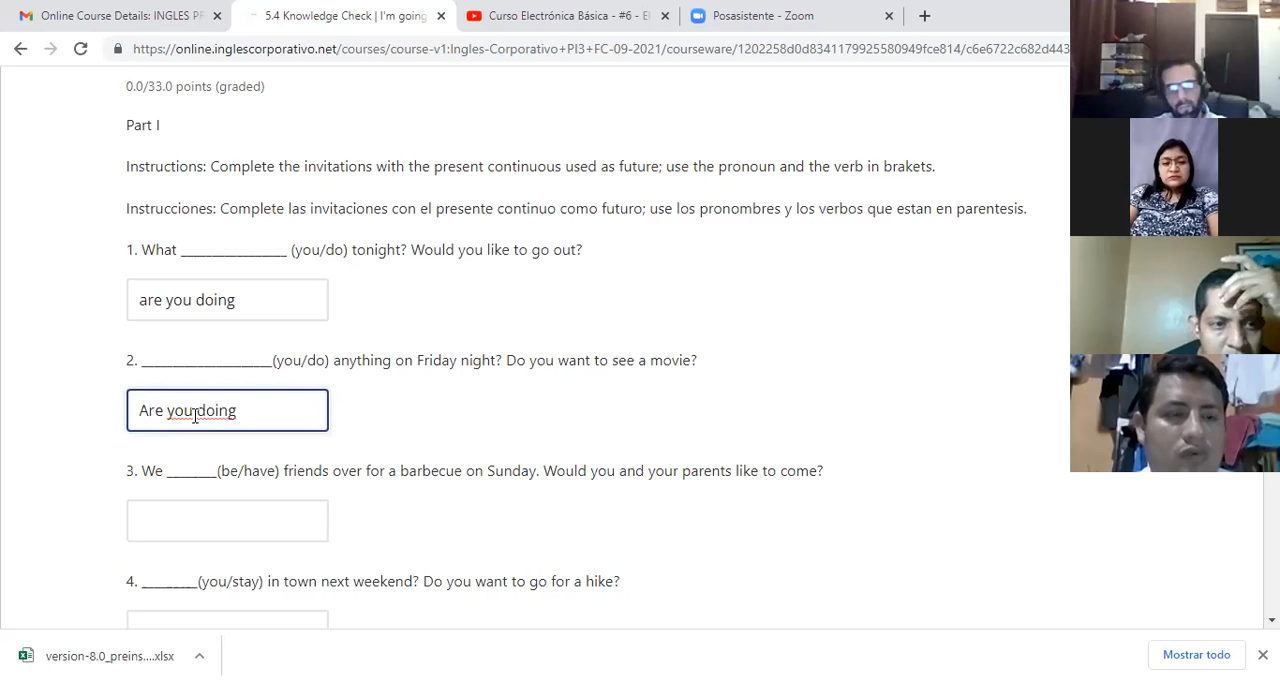 Online Course Details: INGLES PR
5.4 Knowledge Check | I'm going
Curso Electrónica Básica - #6 - El
Posasistente - Zoom
https://online.inglescorporativo.net/courses/course-v1:Ingles-Corporativo+PI3+FC-09-2021/courseware/1202258d0d8341179925580949fce814/c6e6722c682d443
0.0/33.0 points (graded)
Part I
Instructions: Complete the invitations with the present continuous used as future; use the pronoun and the verb in brakets.
Instrucciones: Complete las invitaciones con el presente continuo como futuro; use los pronombres y los verbos que estan en parentesis.
1. What ________________ (you/do) tonight? Would you like to go out?
are you doing
2. ___________________(you/do) anything on Friday night? Do you want to see a movie?
Are you doing
3. We _______(be/have) friends over for a barbecue on Sunday. Would you and your parents like to come?
4. ________(you/stay) in town next weekend? Do you want to go for a hike?
version-8.0_preins....xlsx
Mostrar todo